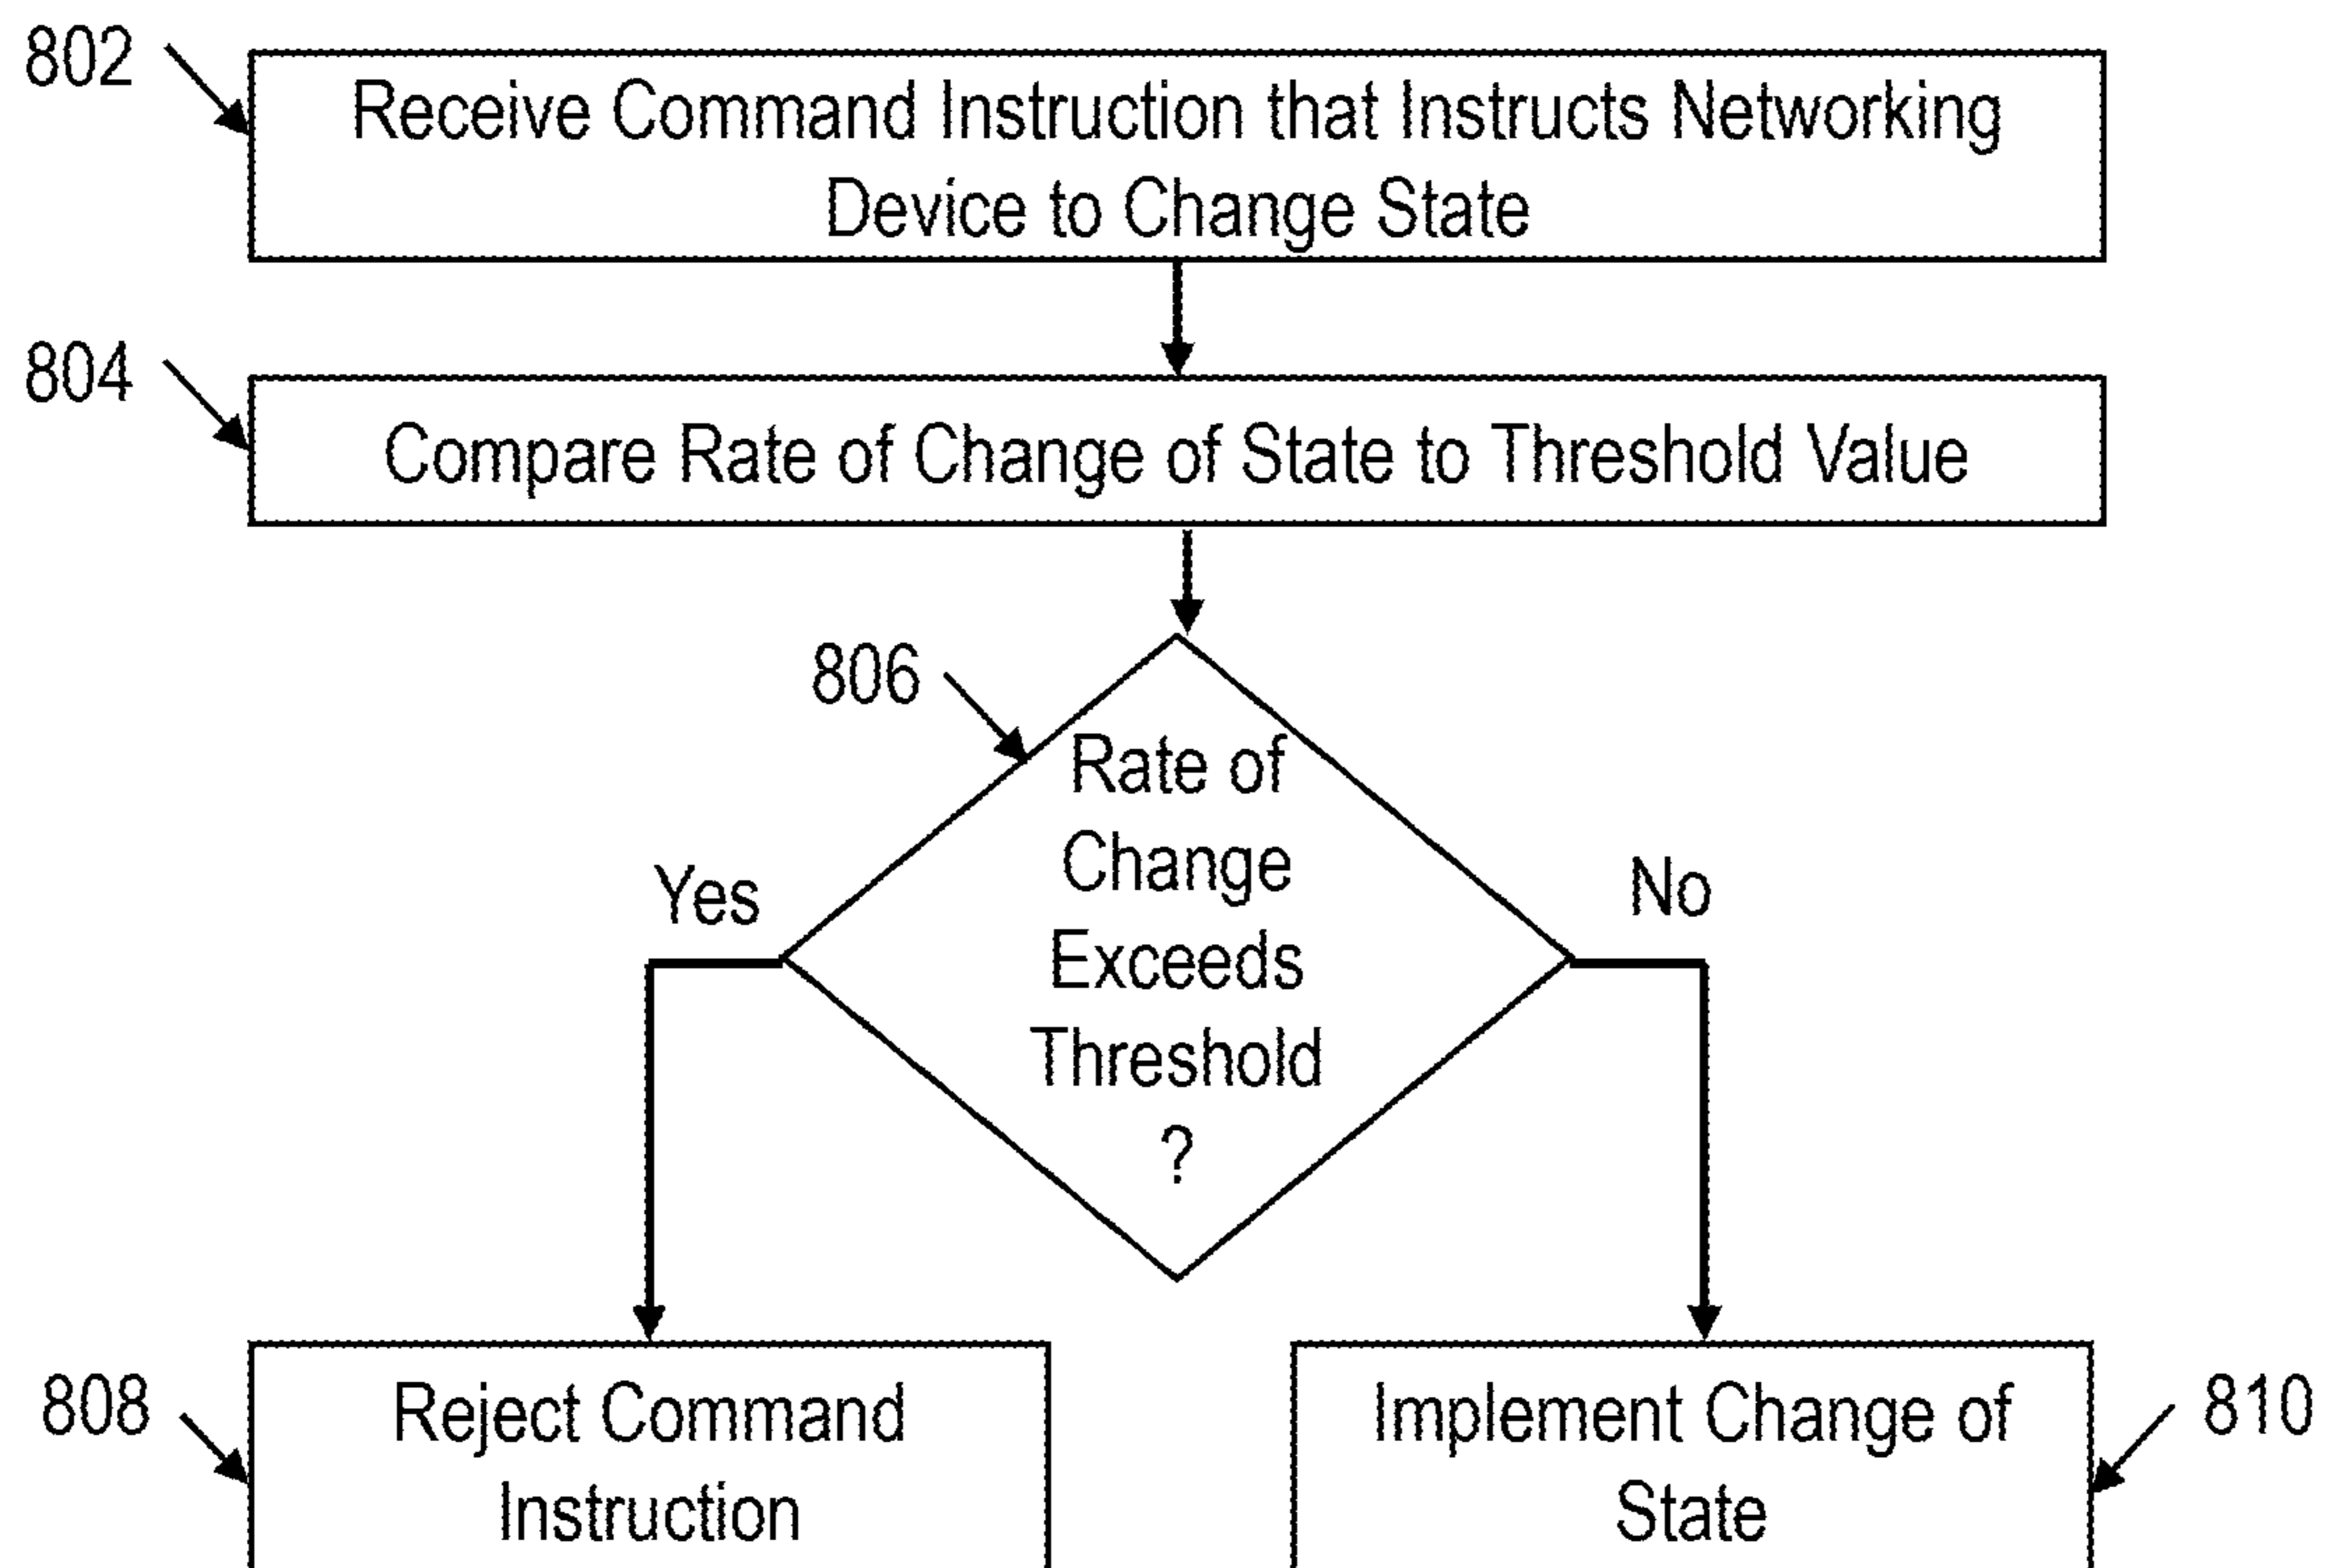 802
Receive Command Instruction that Instructs Networking
Device to Change State
804
Compare Rate of Change of State to Threshold Value
806
Rate of
Change
Exceeds
Threshold
?
Yes
No
808
Reject Command
Instruction
Implement Change of
State
810